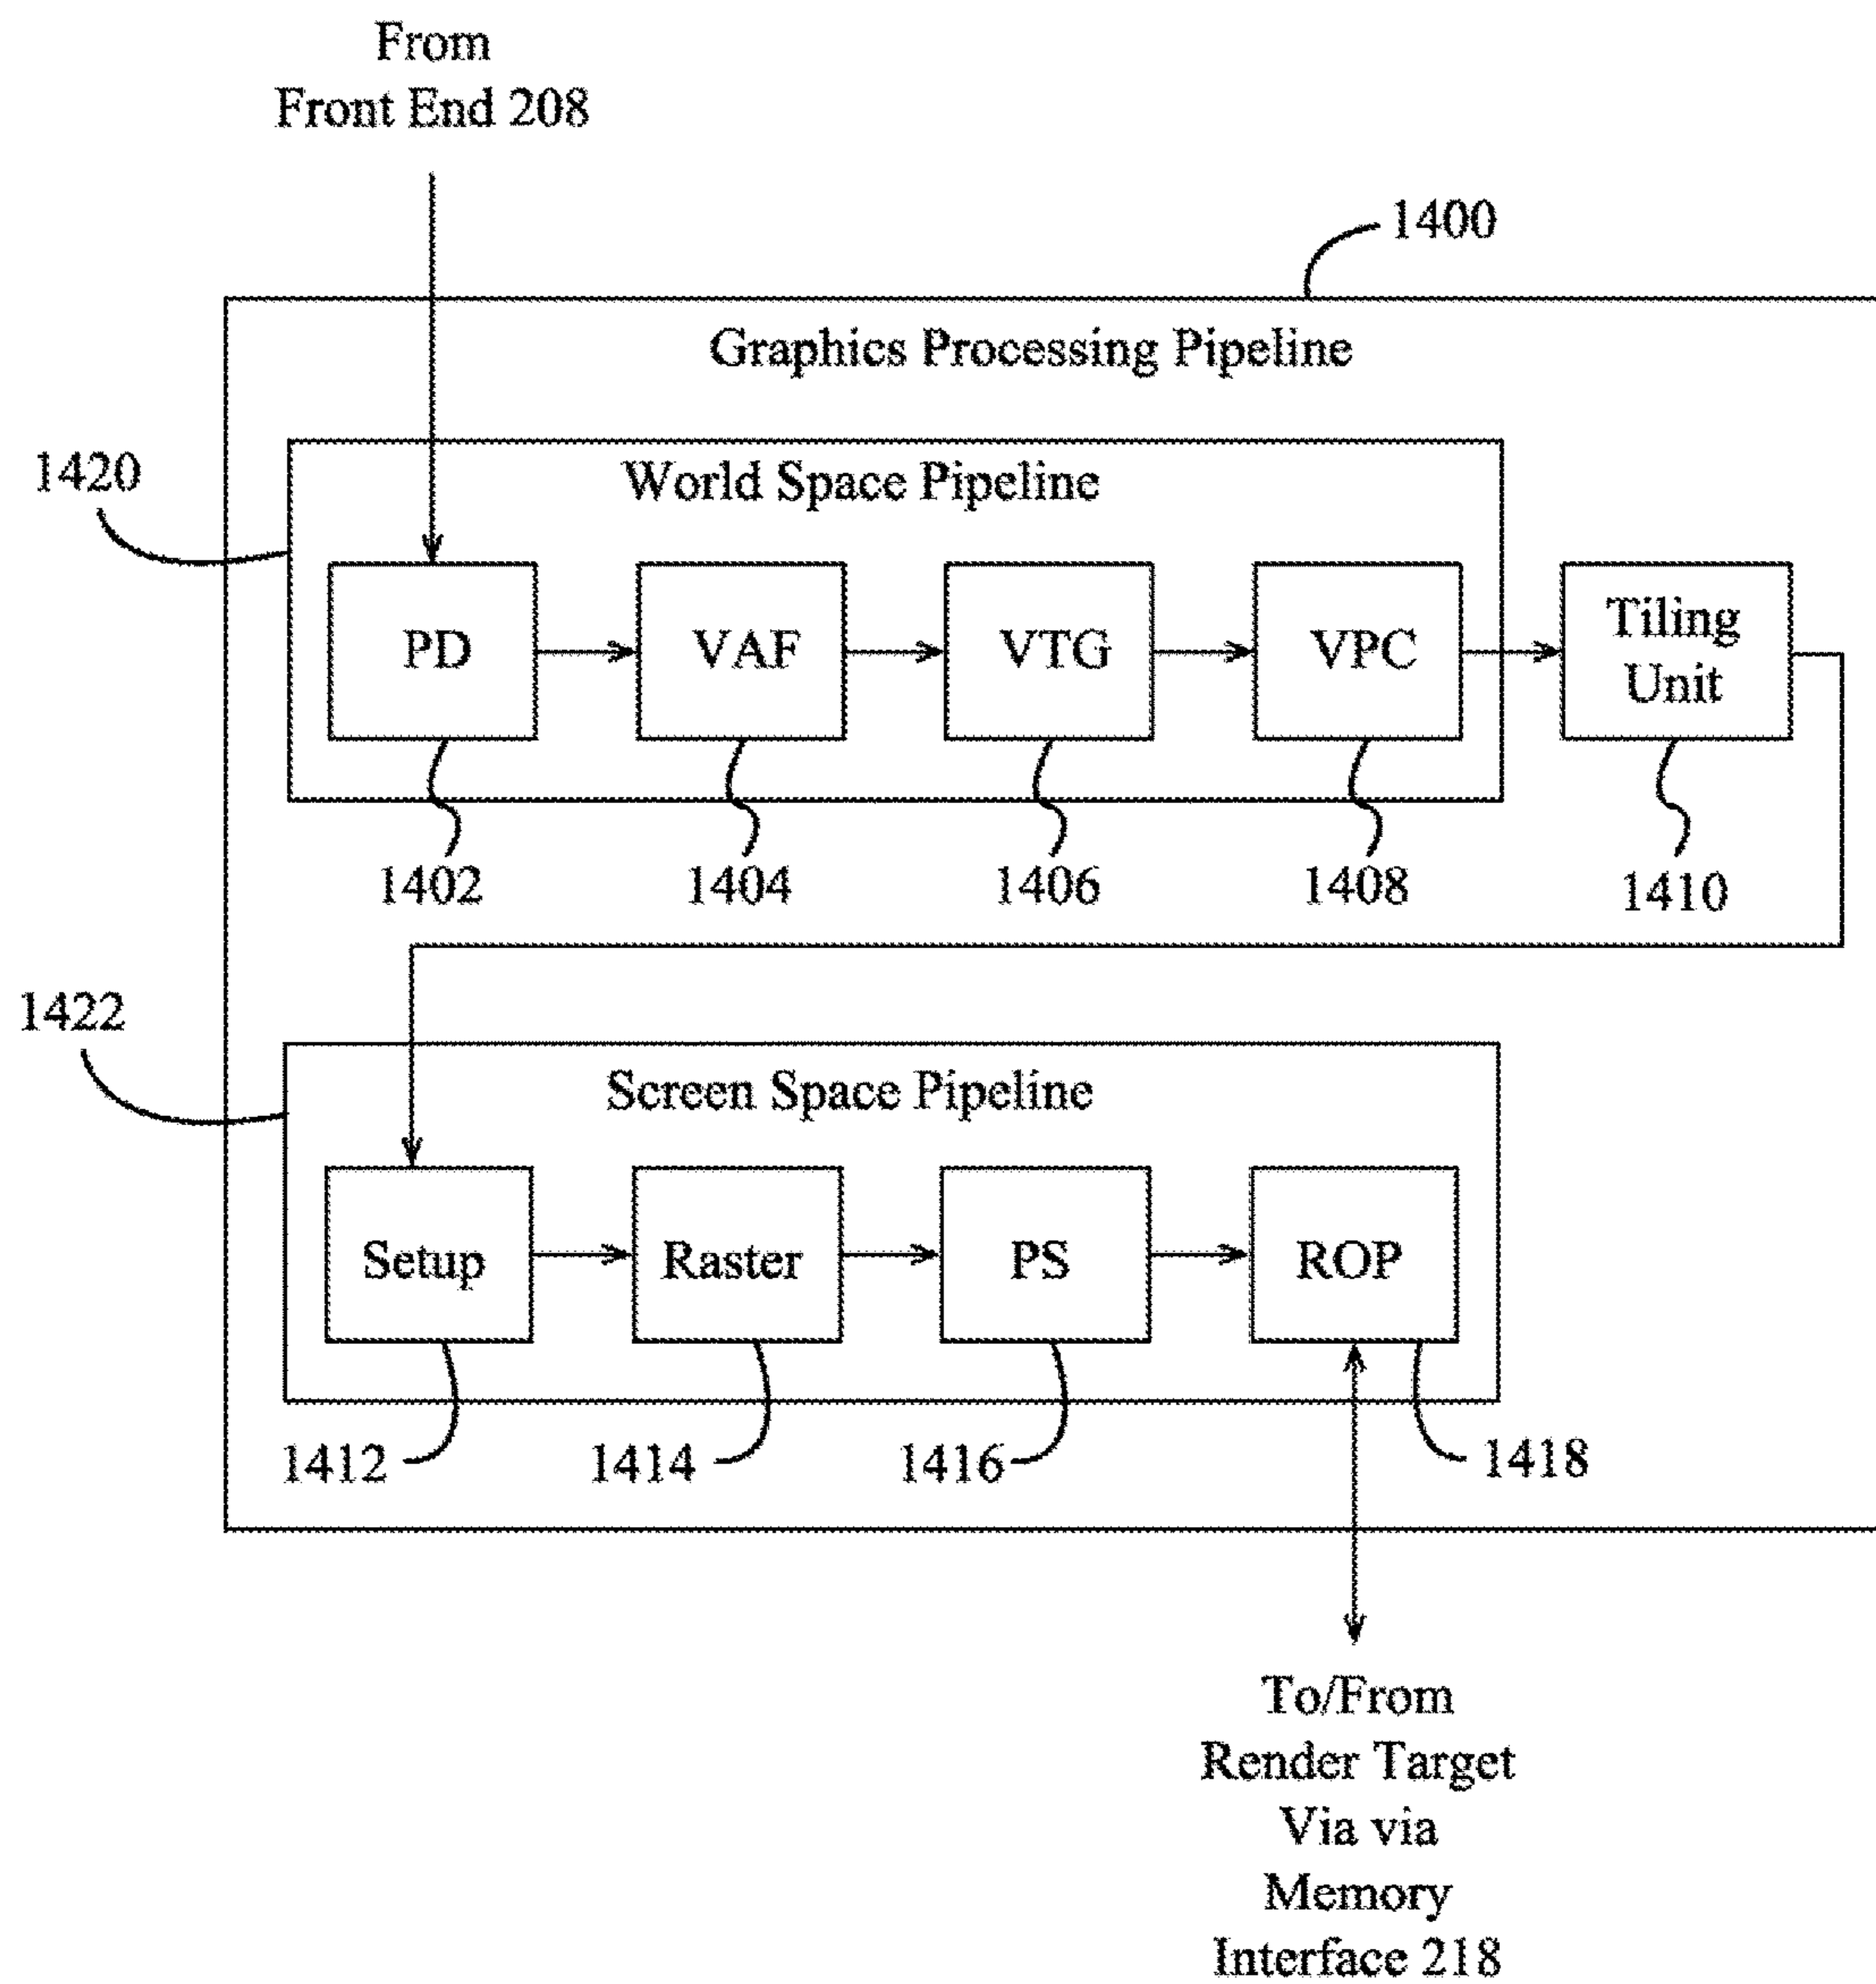 From
Front End 208
1400
Graphics Processing Pipeline
1420
World Space Pipeline
PD
VAF
VTG
VPC
Tiling
Unit
1402
1404
1406
1408
1410
1422
Screen Space Pipeline
Setup
Raster
PS
ROP
1412
1414
1416
1418
To/From
Render Target
Via via
Memory
Interface 218